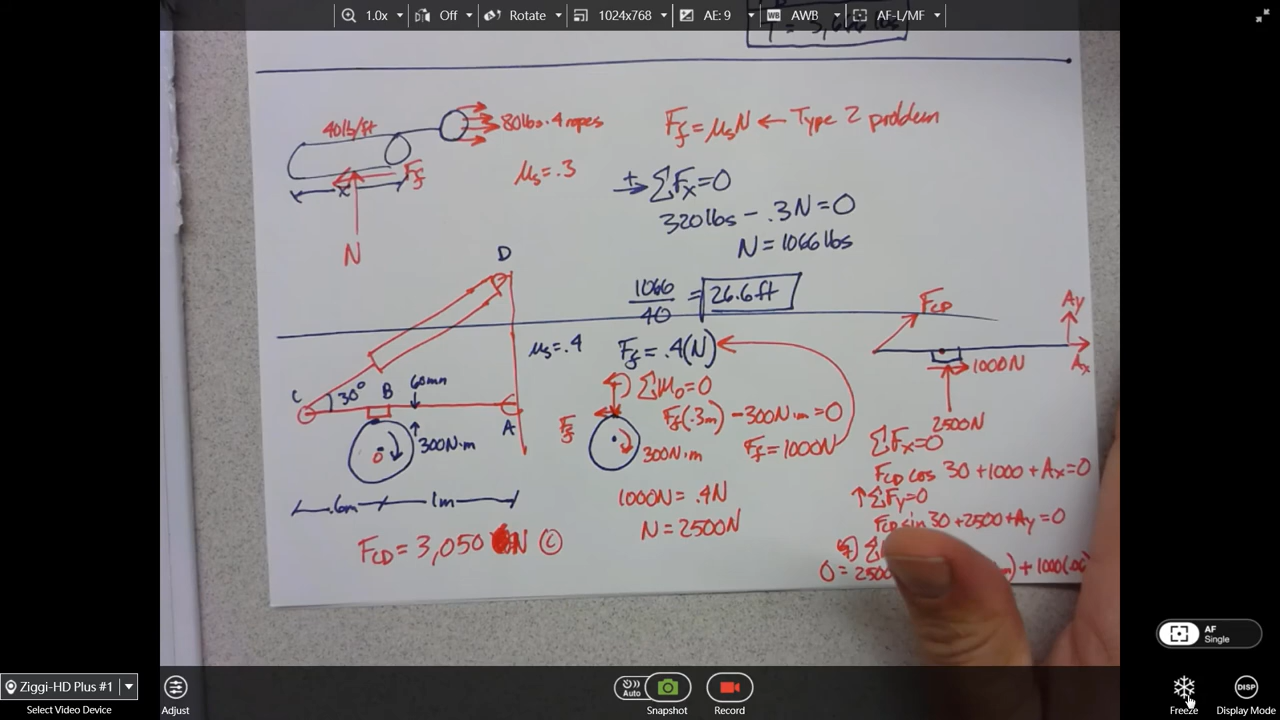 1.0x
Off
Rotate
1024x768
AE: 9
WB AWB
AF-L/MF
40lb/ft
80lbs·4 ropes
Ff = μsN ← Type 2 problem
Ff
μs = .3
x
N
+→ ΣFx = 0
320lbs − .3N = 0
N = 1066 lbs
1066
40
= 26.6 ft
D
μs = .4
Ff = .4(N)
C
30°
B
60mm
A
O
300N·m
.6m
1m
FCD = 3,050 N (C)
ΣMo = 0
Ff(.3m) − 300N·m = 0
Ff
300N·m
Ff = 1000N
1000N = .4N
N = 2500N
FCD
Ay
Ax
1000N
2500N
ΣFx = 0
FCD cos 30 + 1000 + Ax = 0
↑ΣFy = 0
FCD sin 30 + 2500 + Ay = 0
0 = 2500
) + 1000(.06)
AF
Single
Ziggi-HD Plus #1
Select Video Device
Adjust
Auto
Snapshot
Record
Freeze
DISP
Display Mode